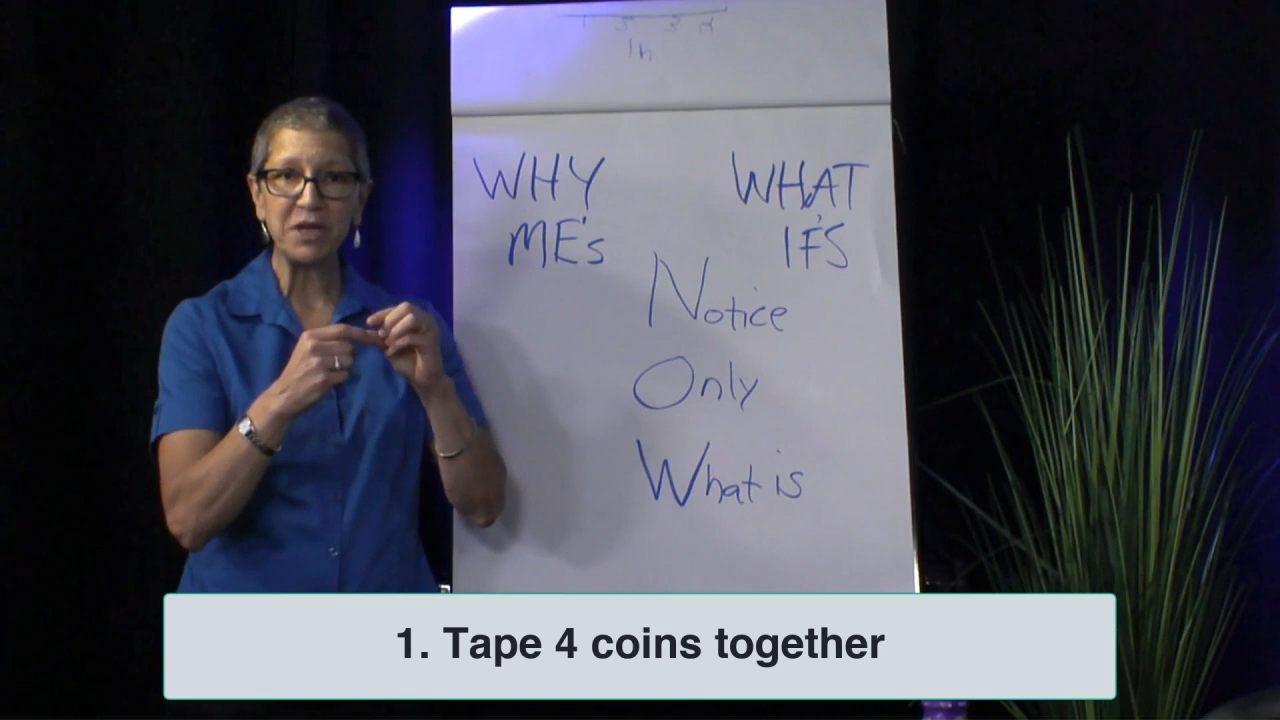 WHY WHAT
ME's IF'S
Notice
Only
What is
1. Tape 4 coins together